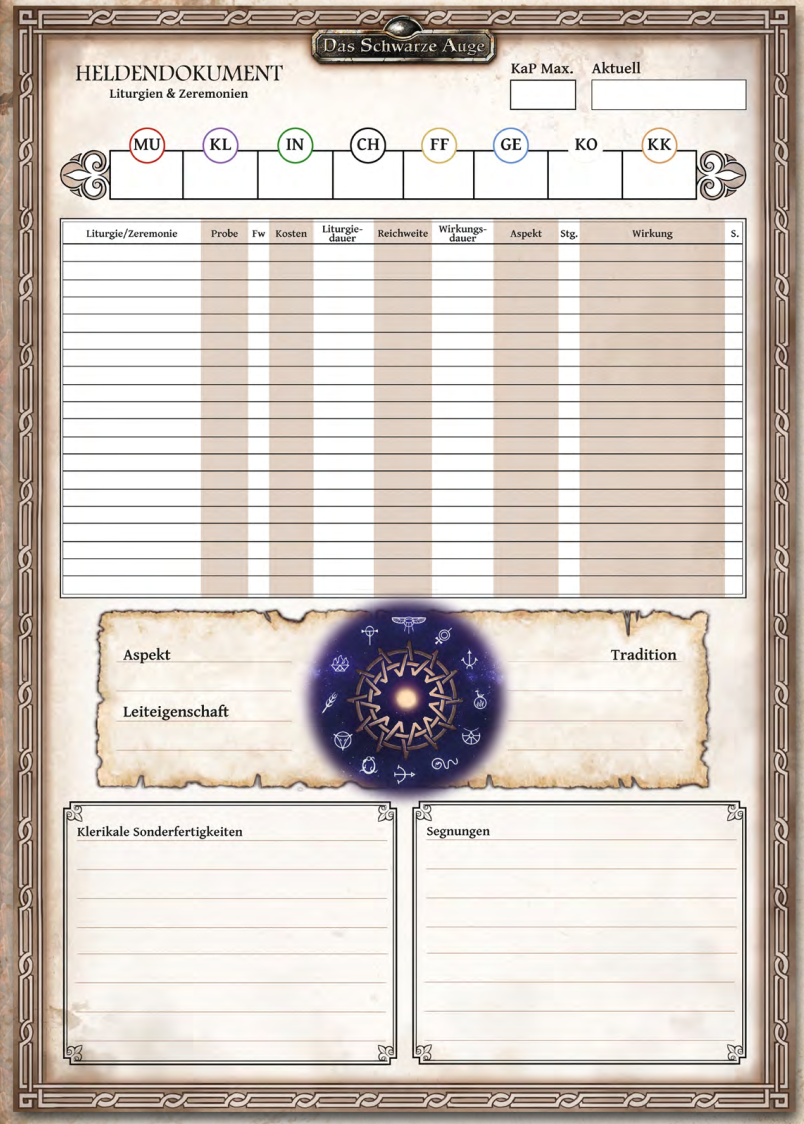 Das Schwarze Auge
HELDENDOKUMENT
Liturgien & Zeremonien
KaP Max. Aktuell
MU KL IN CH FF GE KO KK
Liturgie/Zeremonie Probe Fw Kosten Liturgie-dauer Reichweite Wirkungs-dauer Aspekt Stg. Wirkung S.
Aspekt Tradition
Leiteigenschaft
Klerikale Sonderfertigkeiten Segnungen